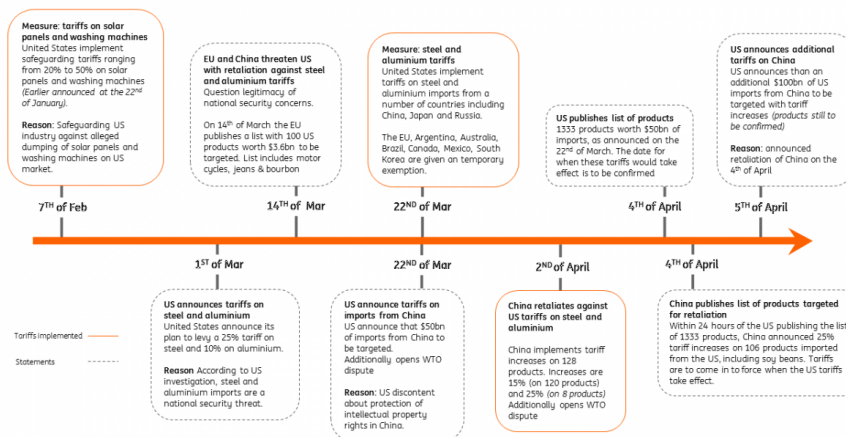 Measure: tariffs on solar
panels and washing machines
United States implement
safeguarding tariffs ranging
from 20% to 50% on solar
panels and washing machines
(Earlier announced at the 22nd
of January).
Reason: Safeguarding US
industry against alleged
dumping of solar panels and
washing machines on US
market.
7TH of Feb
EU and China threaten US
with retaliation against steel
and aluminium tariffs
Question legitimacy of
national security concerns.
On 14th of March the EU
publishes a list with 100 US
products worth $3.6bn to be
targeted. List includes motor
cycles, jeans & bourbon
14TH of Mar
Measure: steel and
aluminium tariffs
United States implement
tariffs on steel and
aluminium imports from a
number of countries including
China, Japan and Russia.
The EU, Argentina, Australia,
Brazil, Canada, Mexico, South
Korea are given an temporary
exemption.
22ND of Mar
US publishes list of products
1333 products worth $50bn of
imports, as announced on the
22nd of March. The date for
when these tariffs would take
effect is to be confirmed
4TH of April
US announces additional
tariffs on China
US announces than an
additional $100bn of US
imports from China to be
targeted with tariff
increases (products still to
be confirmed)
Reason: announced
retaliation of China on the
4th of April
5TH of April
1ST of Mar
US announces tariffs on
steel and aluminium
United States announce its
plan to levy a 25% tariff on
steel and 10% on aluminium.
Reason According to US
investigation, steel and
aluminium imports are a
national security threat.
22ND of Mar
US announce tariffs on
imports from China
US announce that $50bn
of imports from China to
be targeted.
Additionally opens WTO
dispute
Reason: US discontent
about protection of
intellectual property
rights in China.
2ND of April
China retaliates against
US tariffs on steel and
aluminium
China implements tariff
increases on 128
products. Increases are
15% (on 120 products)
and 25% (on 8 products)
Additionally opens WTO
dispute
4TH of April
China publishes list of products targeted
for retaliation
Within 24 hours of the US publishing the list
of 1333 products, China announced 25%
tariff increases on 106 products imported
from the US, including soy beans. Tariffs
are to come in to force when the US tariffs
take effect.
Tariffs implemented
Statements